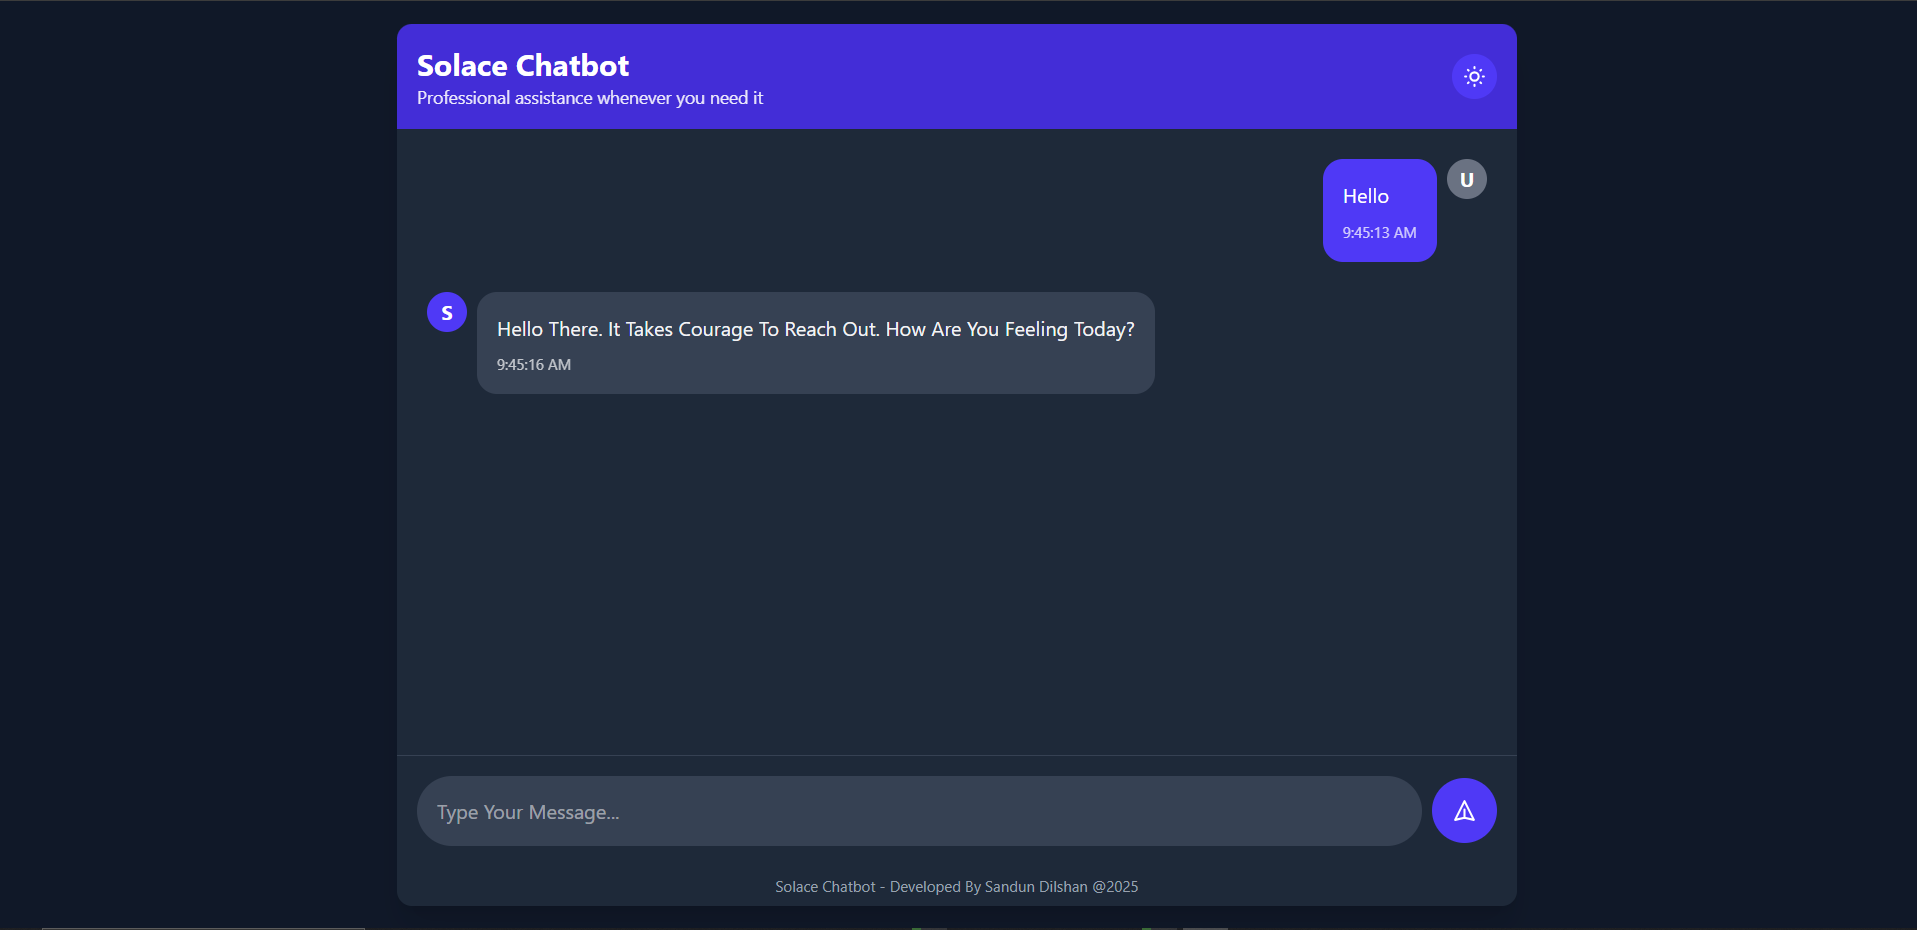 Solace Chatbot
Professional assistance whenever you need it
U
Hello
9:45:13 AM
S
Hello There. It Takes Courage To Reach Out. How Are You Feeling Today?
9:45:16 AM
Type Your Message...
Solace Chatbot - Developed By Sandun Dilshan @2025